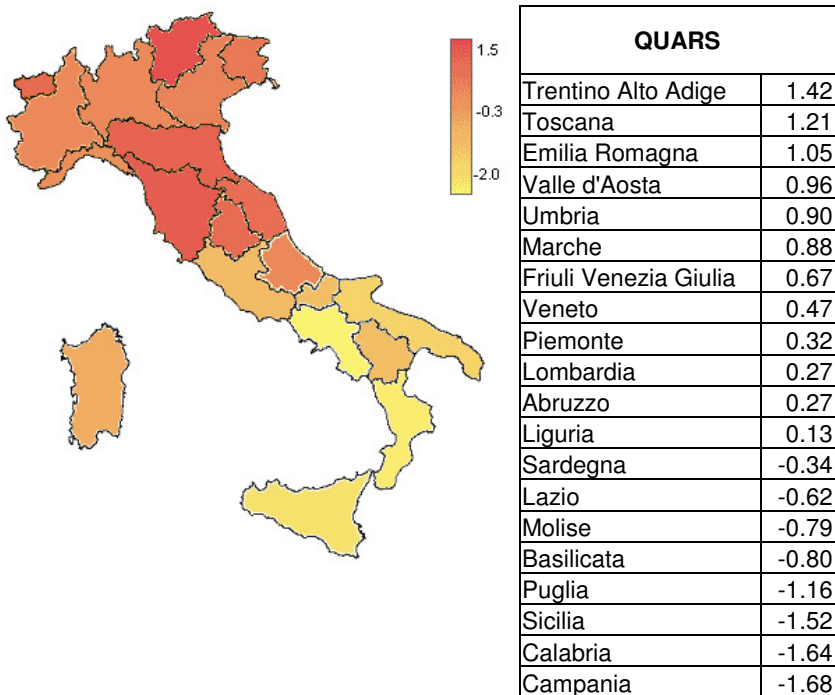 1.5
-0.3
-2.0
QUARS
Trentino Alto Adige 1.42
Toscana 1.21
Emilia Romagna 1.05
Valle d'Aosta 0.96
Umbria 0.90
Marche 0.88
Friuli Venezia Giulia 0.67
Veneto 0.47
Piemonte 0.32
Lombardia 0.27
Abruzzo 0.27
Liguria 0.13
Sardegna -0.34
Lazio -0.62
Molise -0.79
Basilicata -0.80
Puglia -1.16
Sicilia -1.52
Calabria -1.64
Campania -1.68